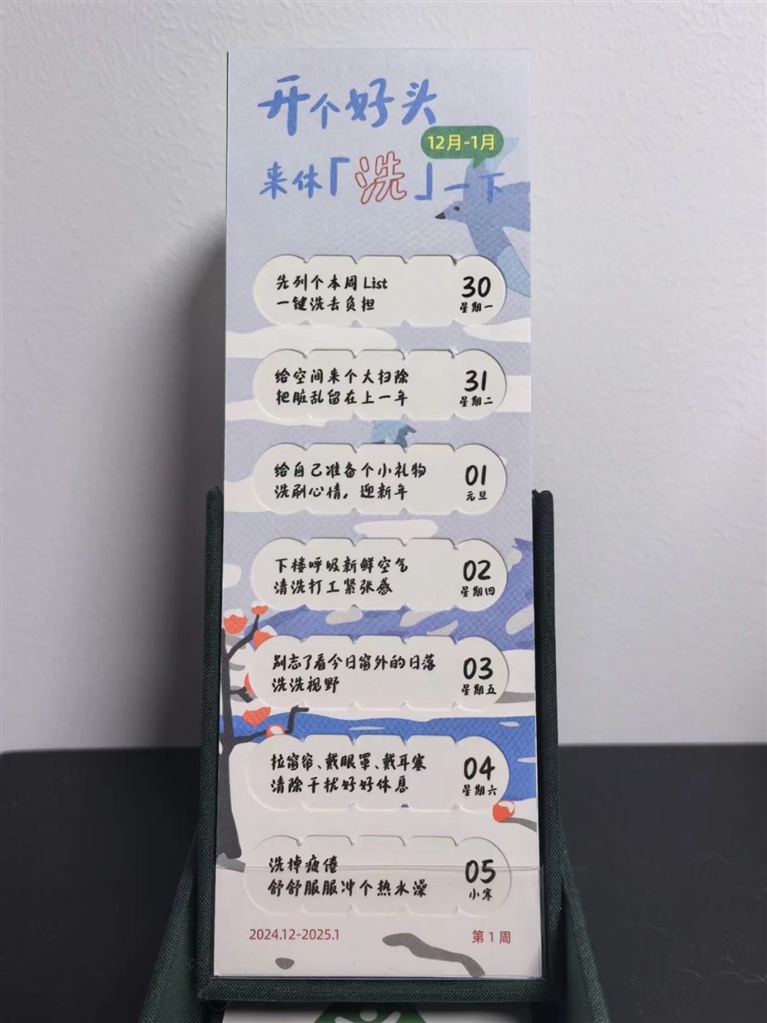 开个好头
12月-1月
来休「洗」一下
先列个本周List
一键洗去负担
30
星期一
给空间来个大扫除
把脏乱留在上一年
31
星期二
给自己准备个小礼物
洗刷心情，迎新年
01
元旦
下楼呼吸新鲜空气
清洗打工紧张感
02
星期四
别忘了看今日窗外的日落
洗洗视野
03
星期五
拉窗帘、戴眼罩、戴耳塞
清除干扰好好休息
04
星期六
洗掉疲倦
舒舒服服冲个热水澡
05
小寒
2024.12-2025.1
第1周